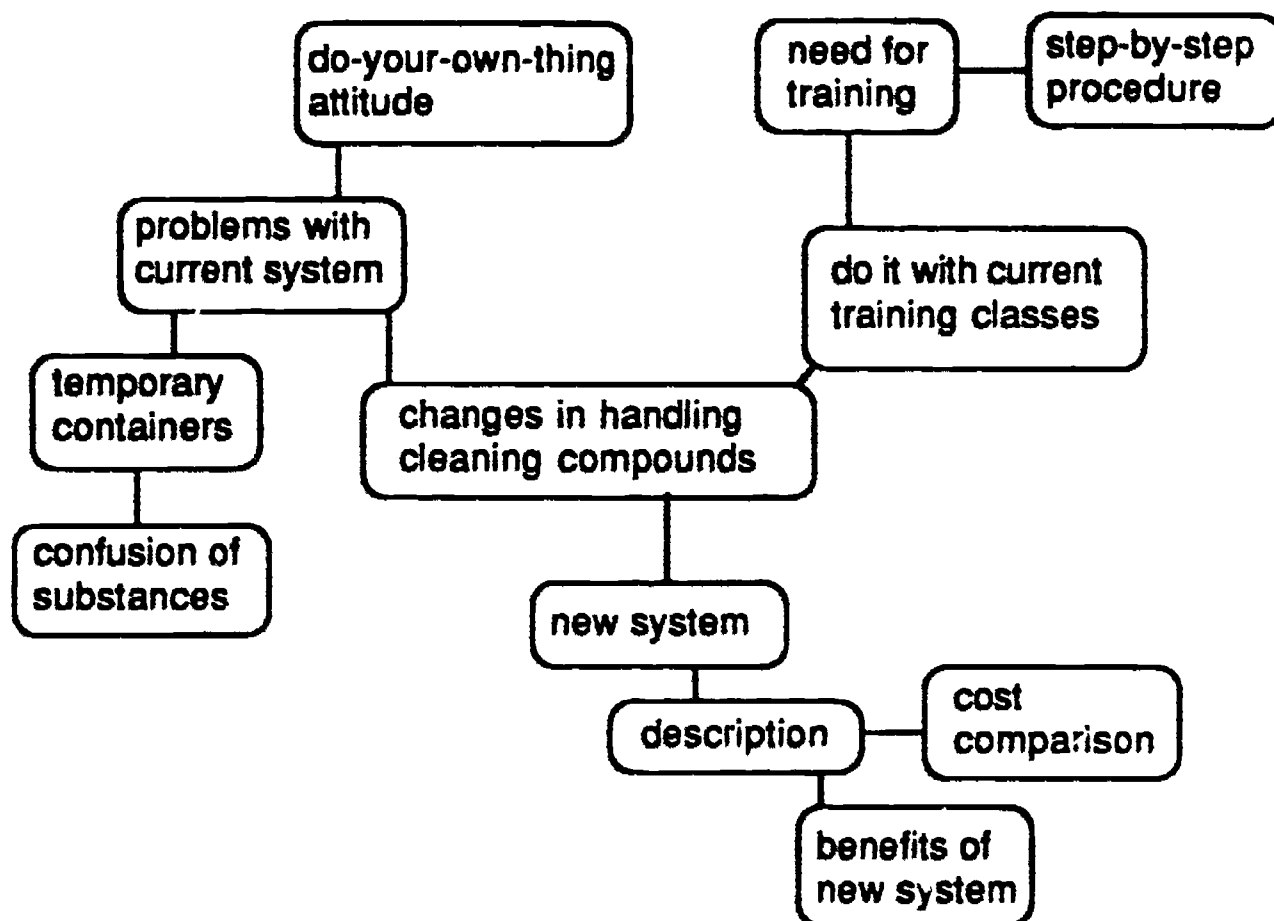 do-your-own-thing
attitude
need for
training
step-by-step
procedure
problems with
current system
do it with current
training classes
temporary
containers
changes in handling
cleaning compounds
confusion of
substances
new system
description
cost
comparison
benefits of
new system